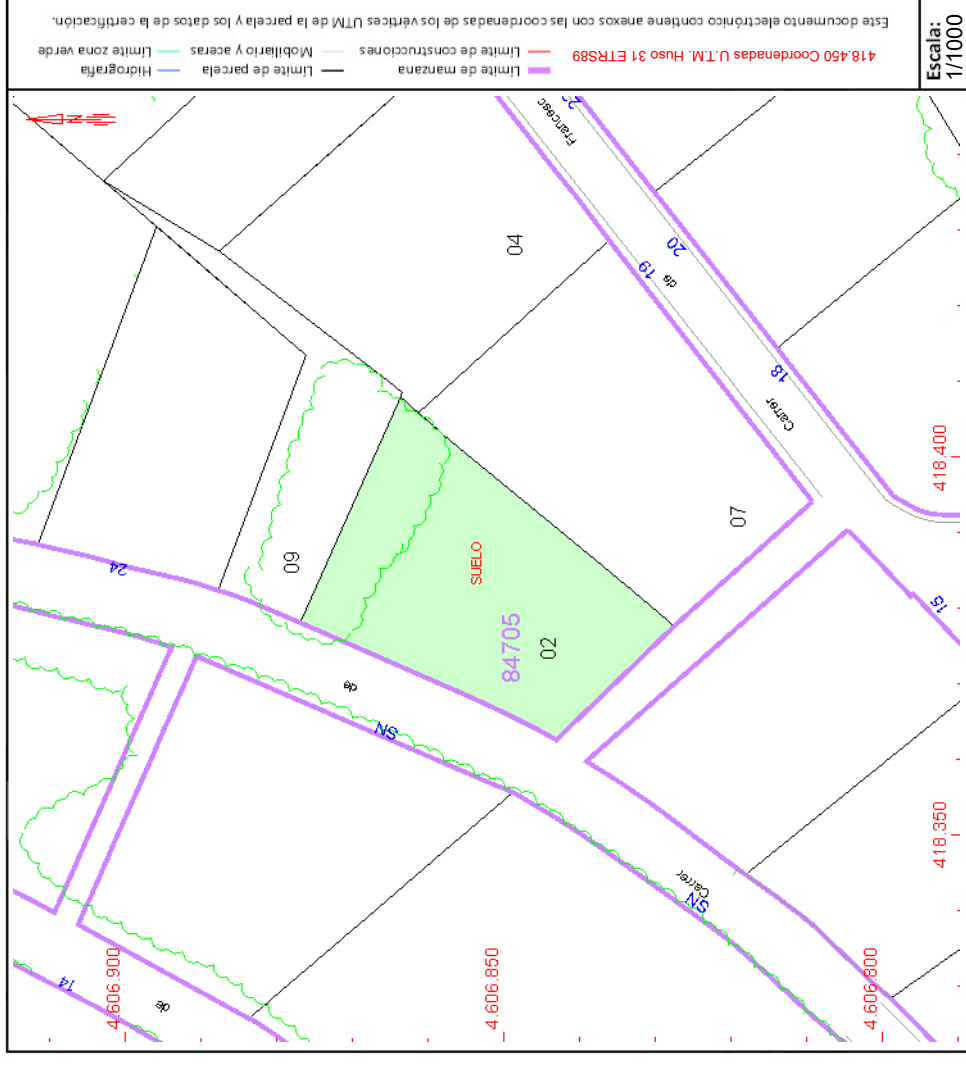 Este documento electrónico contiene anexos con las coordenadas de los vértices UTM de la parcela y los datos de la certificación.
418.450 Coordenadas U.T.M. Huso 31 ETRS89
Límite de manzana
Límite de construcciones
Límite de parcela
Mobiliario y aceras
Hidrografía
Límite zona verde
Escala:
1/1000
N
Francesc
de
Carrer
04
19
20
18
07
15
24
09
SUELO
84705
02
de
SN
Carrer
SN
14
de
4.606.900
4.606.850
4.606.800
418.400
418.350